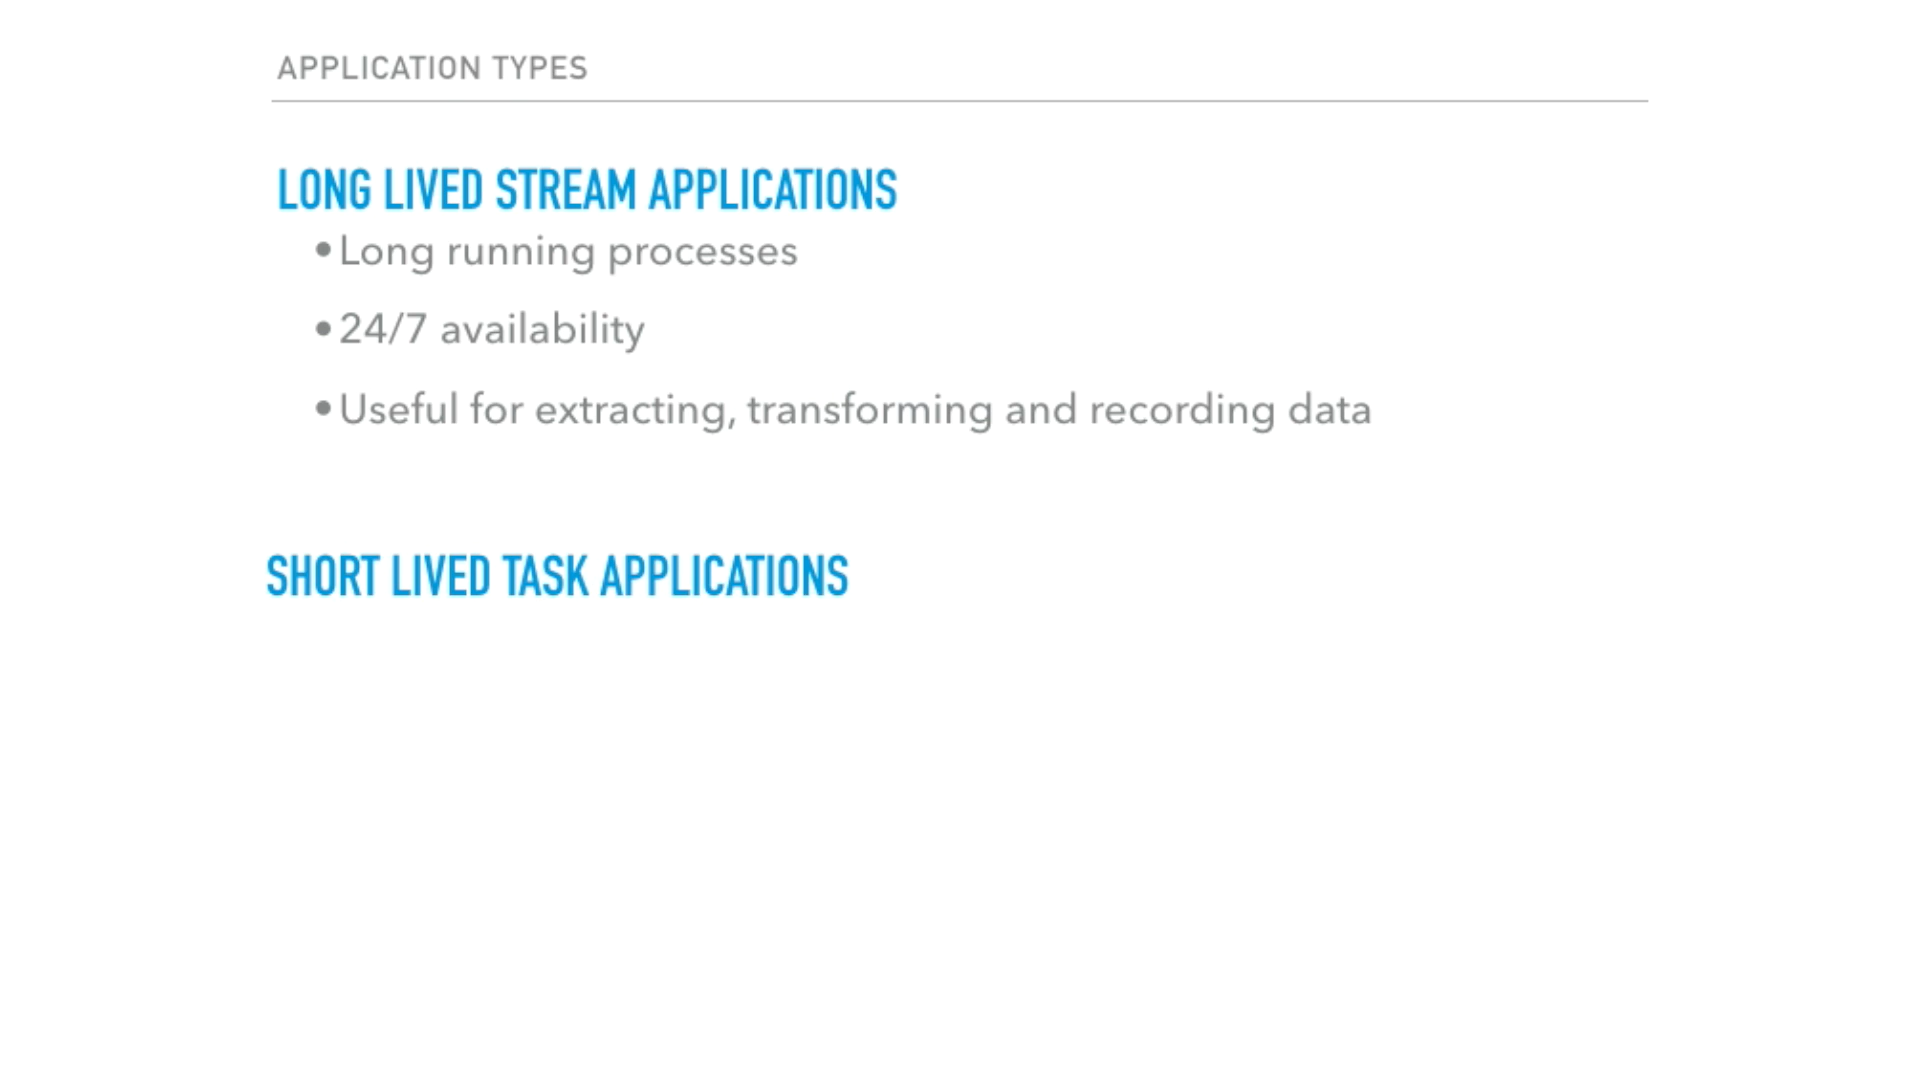 APPLICATION TYPES
LONG LIVED STREAM APPLICATIONS
•Long running processes
•24/7 availability
•Useful for extracting, transforming and recording data
SHORT LIVED TASK APPLICATIONS